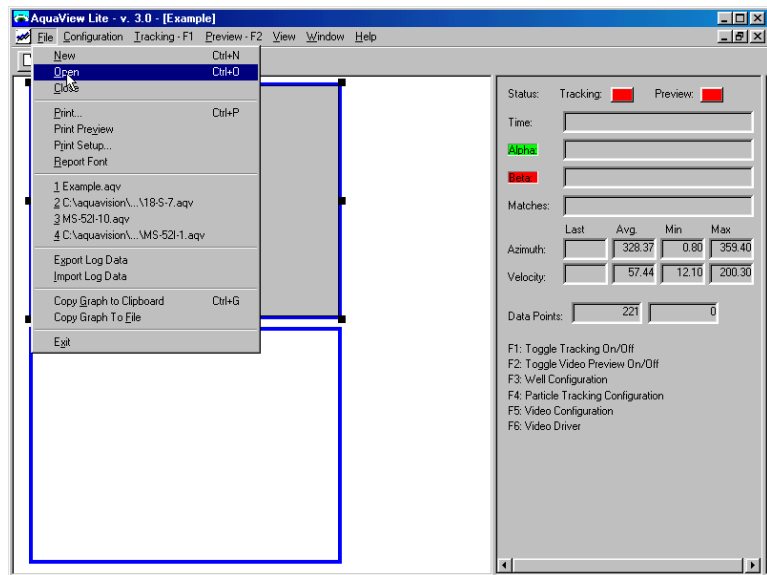 AquaView Lite - v. 3.0 - [Example]
File Configuration Tracking - F1 Preview - F2 View Window Help
New Ctrl+N
Open Ctrl+O
Close
Print... Ctrl+P
Print Preview
Print Setup...
Report Font
1 Example.aqv
2 C:\aquavision\...\18-S-7.aqv
3 MS-52I-10.aqv
4 C:\aquavision\...\MS-52I-1.aqv
Export Log Data
Import Log Data
Copy Graph to Clipboard Ctrl+G
Copy Graph To File
Exit
Status: Tracking: Preview:
Time:
Alpha:
Beta:
Matches:
Last Avg. Min Max
Azimuth: 328.37 0.80 359.40
Velocity: 57.44 12.10 200.30
Data Points: 221 0
F1: Toggle Tracking On/Off
F2: Toggle Video Preview On/Off
F3: Well Configuration
F4: Particle Tracking Configuration
F5: Video Configuration
F6: Video Driver